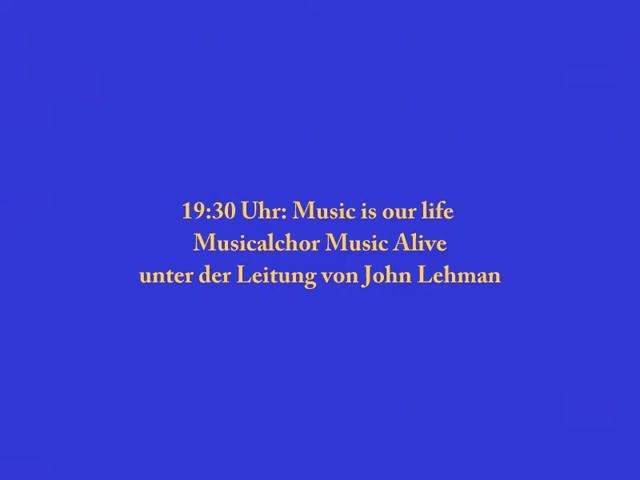 19:30 Uhr: Music is our life
Musicalchor Music Alive
unter der Leitung von John Lehman